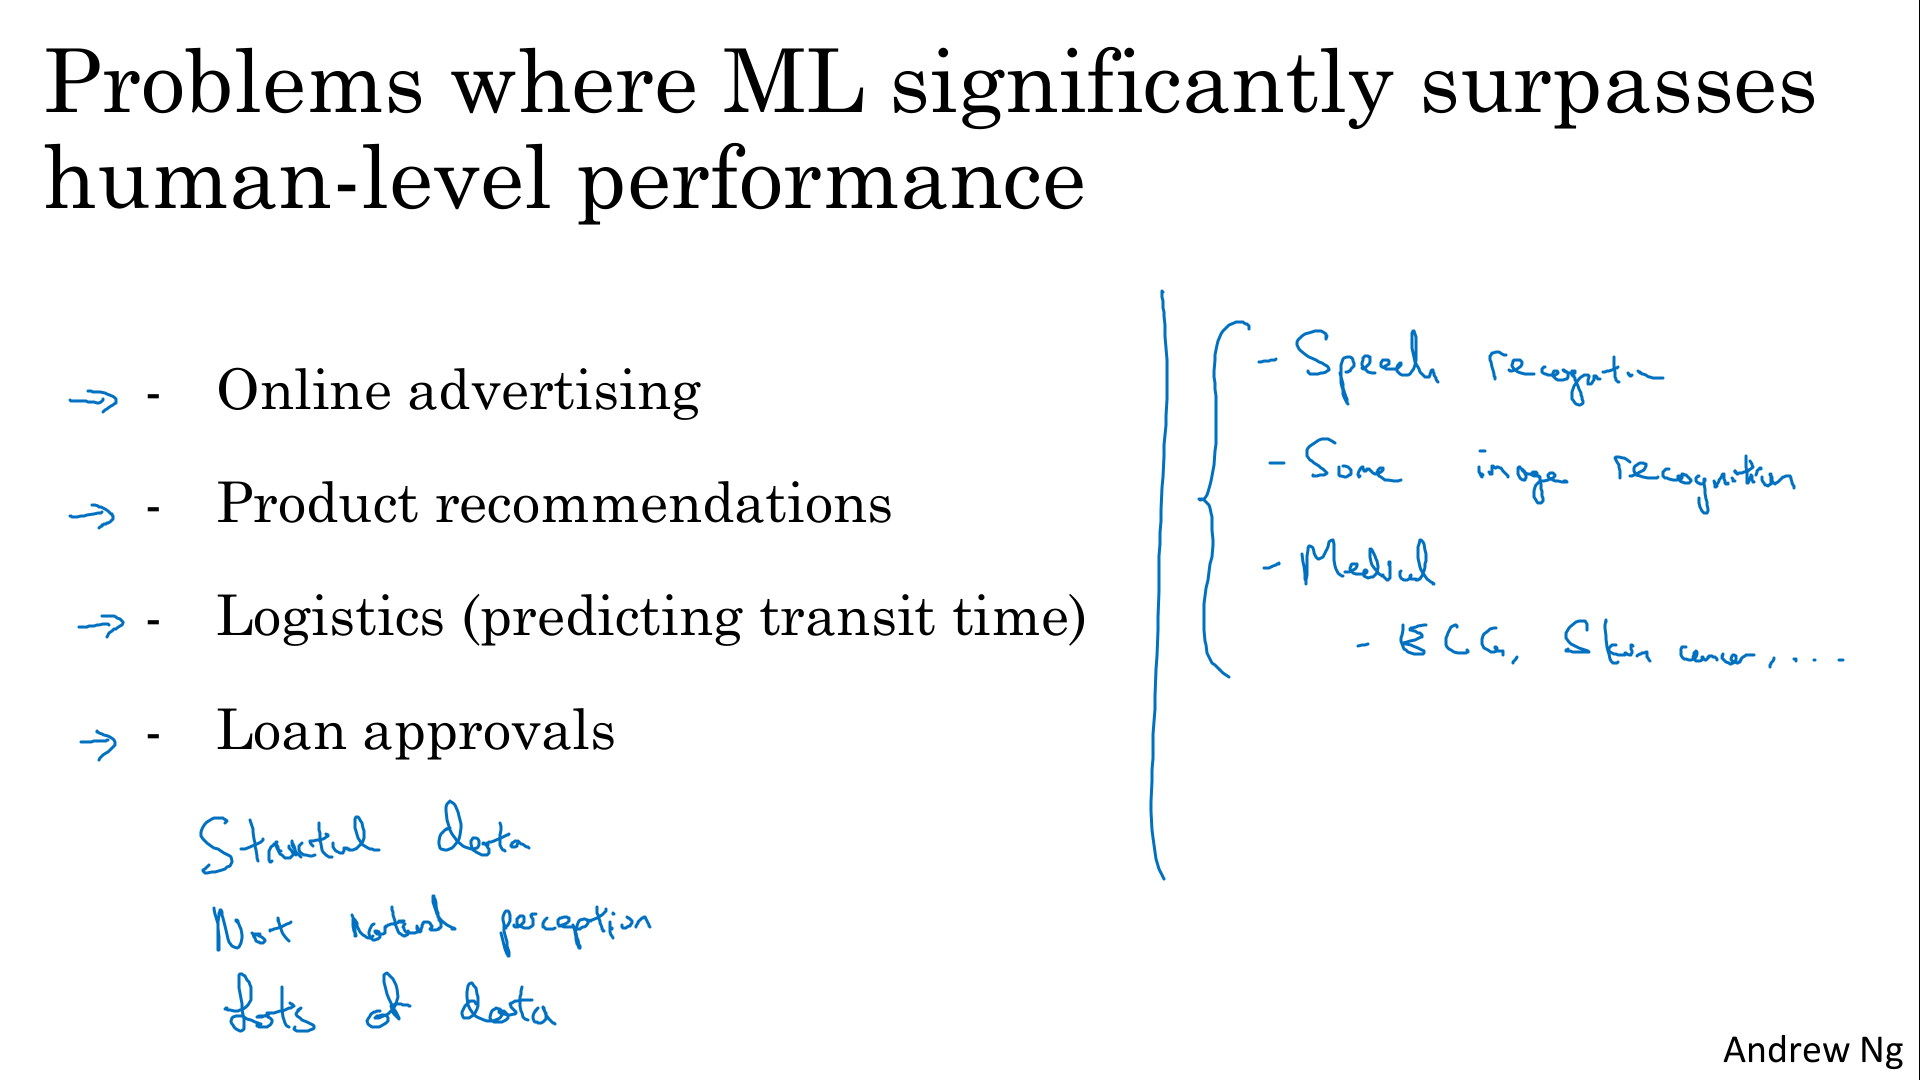 Problems where ML significantly surpasses
human-level performance
- Online advertising
- Product recommendations
- Logistics (predicting transit time)
- Loan approvals
Structured data
Not natural perception
Lots of data
- Speech recognition
- Some image recognition
- Medical
- ECG, Skin cancer, ...
Andrew Ng